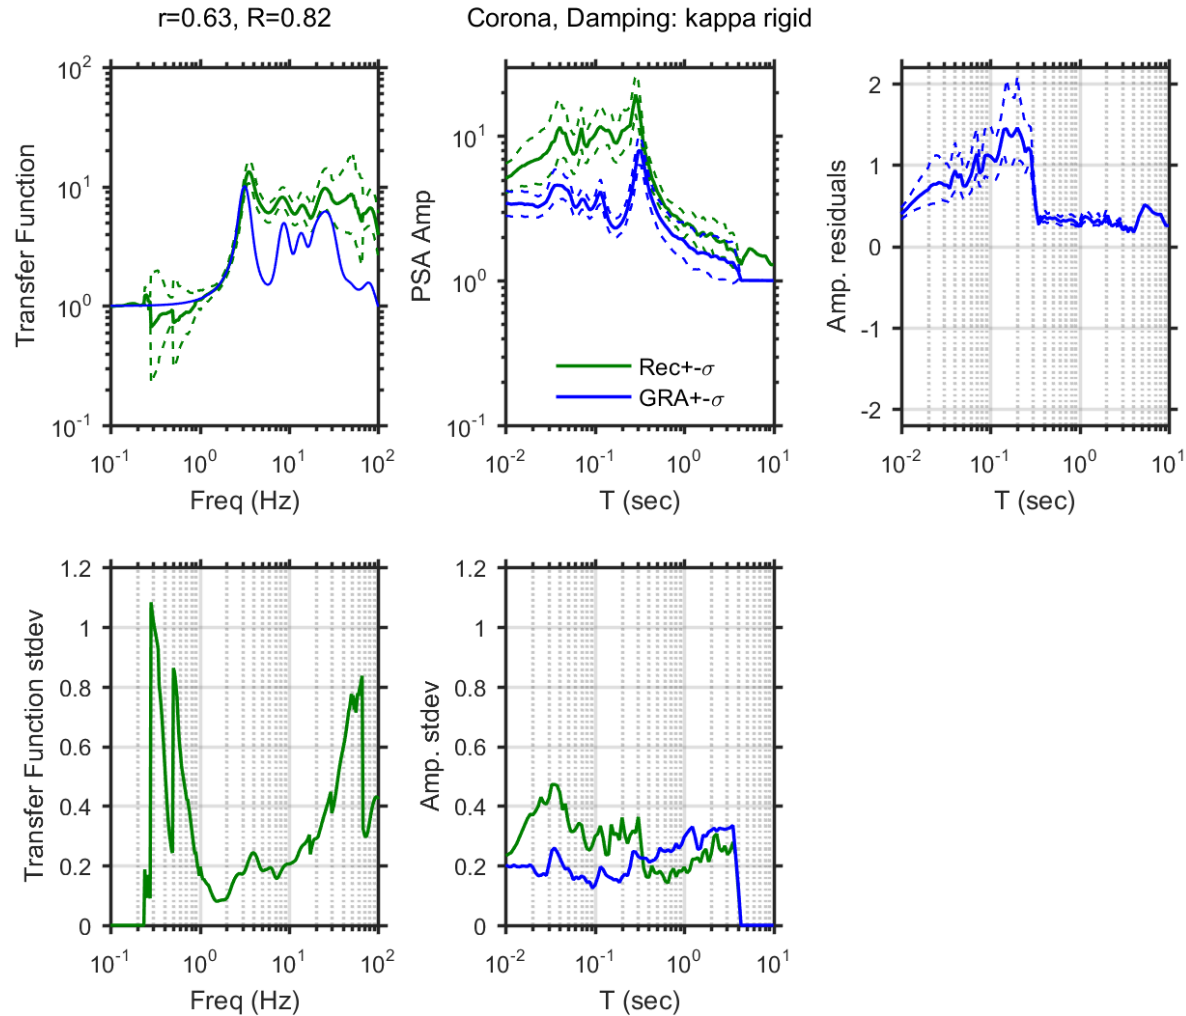 r=0.63, R=0.82
Corona, Damping: kappa rigid
Transfer Function
10^2
10^1
10^0
10^-1
10^-1 10^0 10^1 10^2
Freq (Hz)
PSA Amp
10^1
10^0
10^-1
Rec+-σ
GRA+-σ
10^-2 10^-1 10^0 10^1
T (sec)
Amp. residuals
2
1
0
-1
-2
10^-2 10^-1 10^0 10^1
T (sec)
Transfer Function stdev
1.2
1
0.8
0.6
0.4
0.2
0
10^-1 10^0 10^1 10^2
Freq (Hz)
Amp. stdev
1.2
1
0.8
0.6
0.4
0.2
0
10^-2 10^-1 10^0 10^1
T (sec)